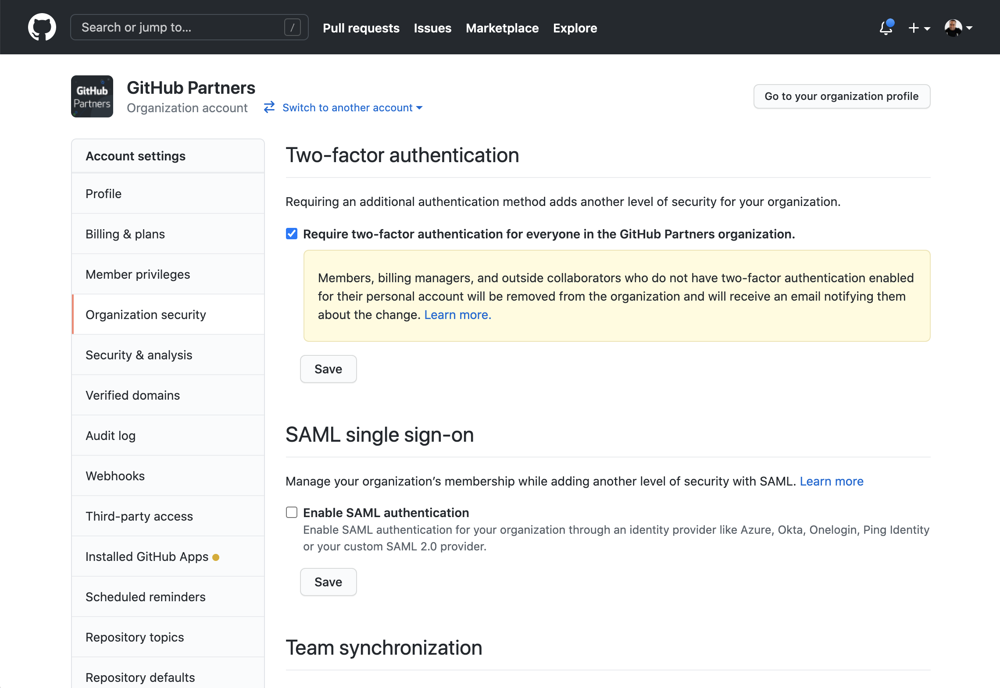 Search or jump to...
/
Pull requests
Issues
Marketplace
Explore
GitHub
Partners
GitHub Partners
Organization account
Switch to another account
Go to your organization profile
Account settings
Profile
Billing & plans
Member privileges
Organization security
Security & analysis
Verified domains
Audit log
Webhooks
Third-party access
Installed GitHub Apps
Scheduled reminders
Repository topics
Repository defaults
Two-factor authentication
Requiring an additional authentication method adds another level of security for your organization.
Require two-factor authentication for everyone in the GitHub Partners organization.
Members, billing managers, and outside collaborators who do not have two-factor authentication enabled
for their personal account will be removed from the organization and will receive an email notifying them
about the change. Learn more.
Save
SAML single sign-on
Manage your organization’s membership while adding another level of security with SAML. Learn more
Enable SAML authentication
Enable SAML authentication for your organization through an identity provider like Azure, Okta, Onelogin, Ping Identity
or your custom SAML 2.0 provider.
Save
Team synchronization